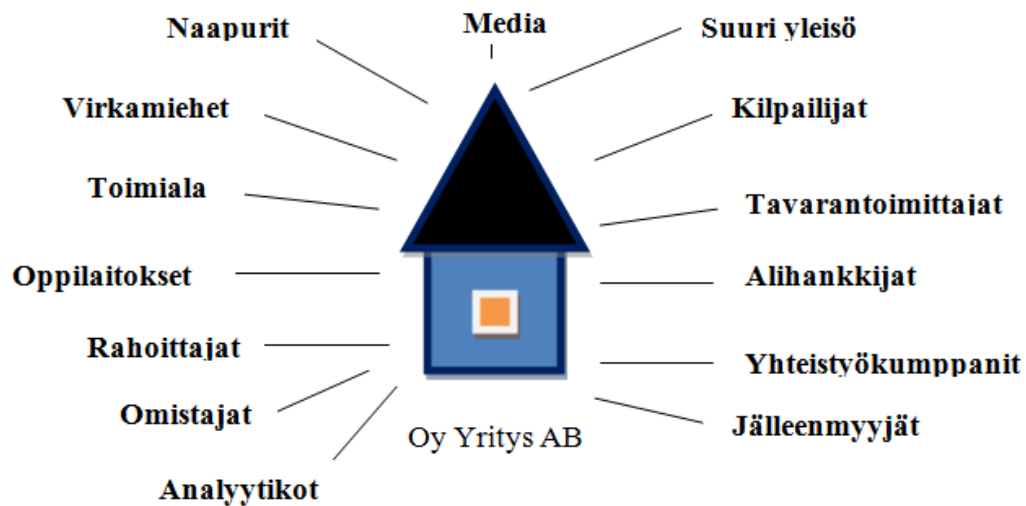 Naapurit
Media
Suuri yleisö
Virkamiehet
Kilpailijat
Toimiala
Tavarantoimittajat
Oppilaitokset
Alihankkijat
Rahoittajat
Yhteistyökumppanit
Omistajat
Jälleenmyyjät
Oy Yritys AB
Analyytikot